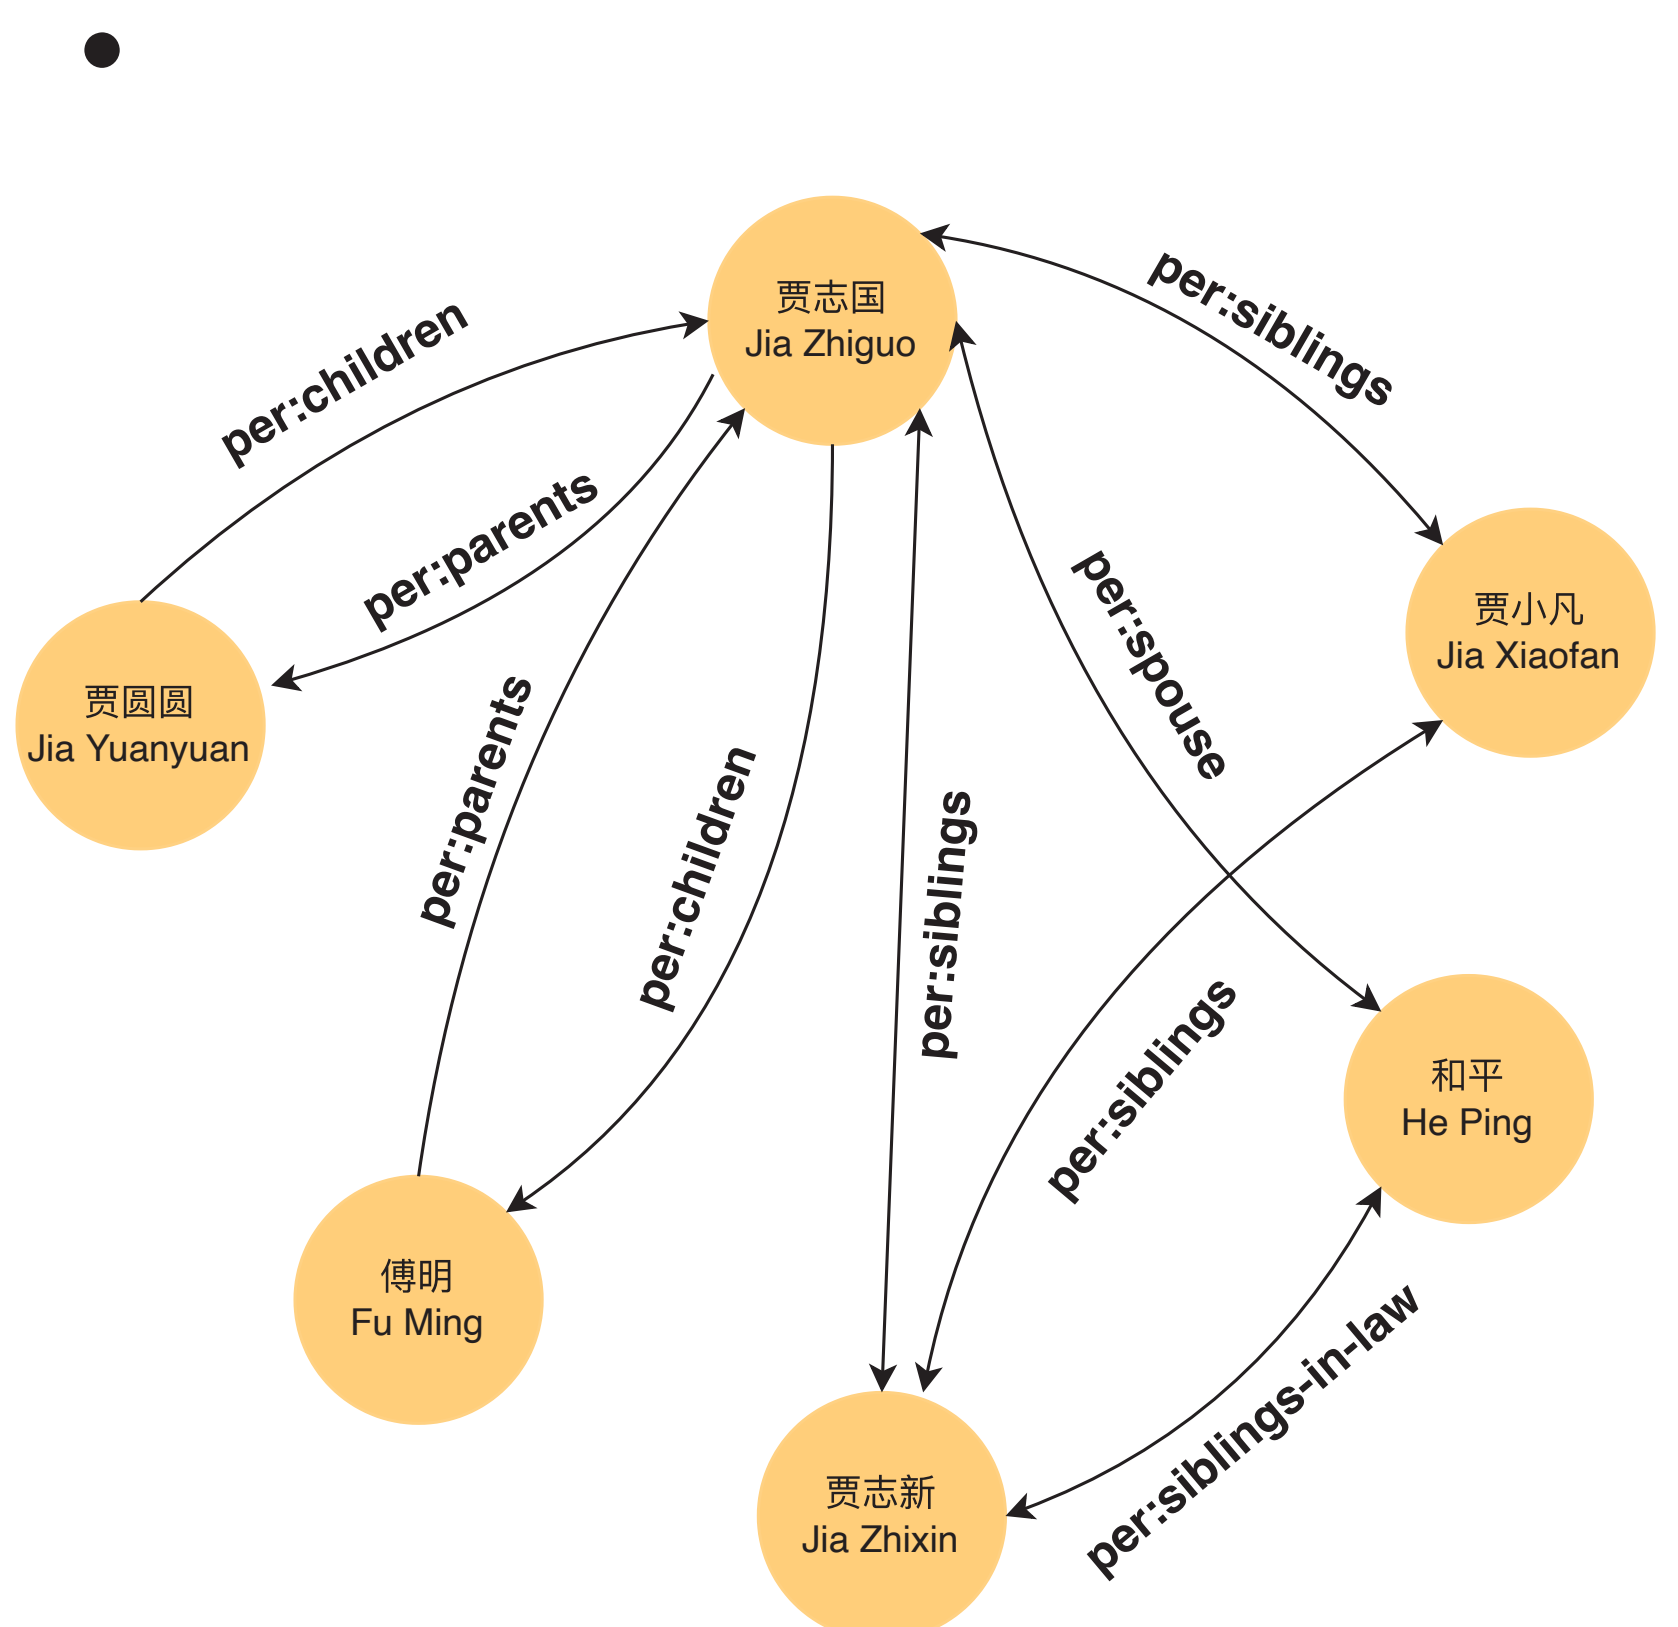 贾志国
Jia Zhiguo
per:siblings
per:children
per:parents
per:spouse
贾小凡
Jia Xiaofan
贾圆圆
Jia Yuanyuan
per:parents
per:children
per:siblings
per:siblings
和平
He Ping
傅明
Fu Ming
per:siblings-in-law
贾志新
Jia Zhixin